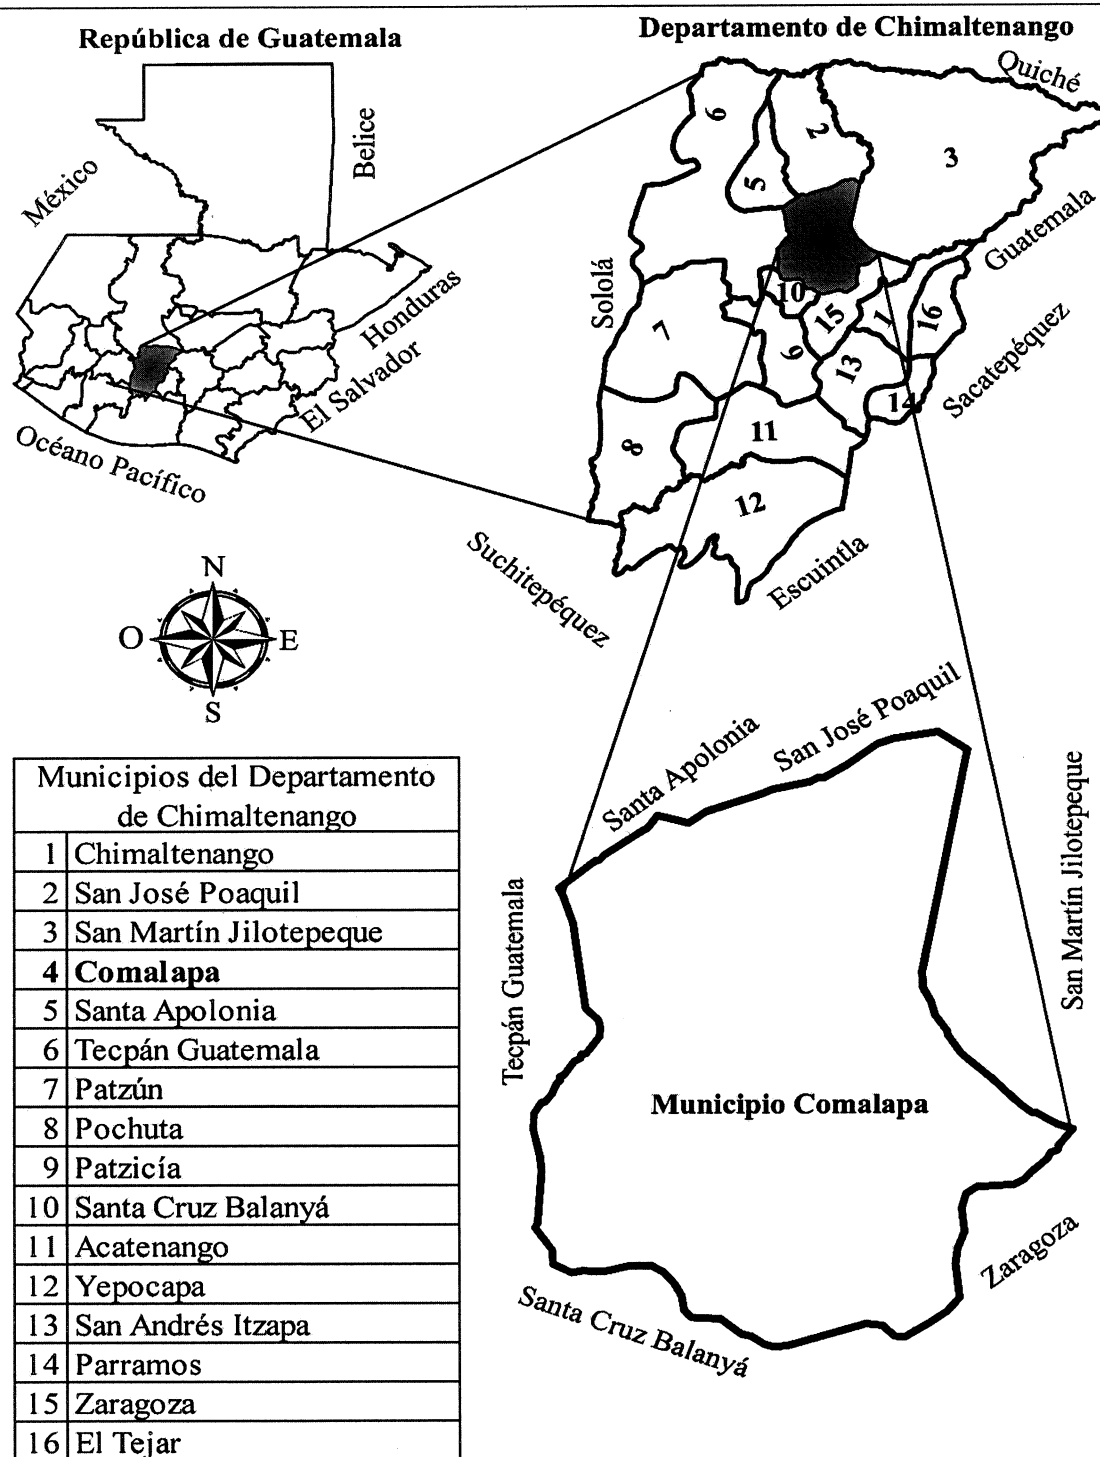 República de Guatemala
México
Belice
Honduras
El Salvador
Océano Pacífico
Departamento de Chimaltenango
Quiché
Guatemala
Sololá
Sacatepéquez
Suchitepéquez
Escuintla
6
2
3
5
10
15
1
16
7
9
13
14
8
11
12
N
O
E
S
Municipios del Departamento
de Chimaltenango
1 Chimaltenango
2 San José Poaquil
3 San Martín Jilotepeque
4 Comalapa
5 Santa Apolonia
6 Tecpán Guatemala
7 Patzún
8 Pochuta
9 Patzicía
10 Santa Cruz Balanyá
11 Acatenango
12 Yepocapa
13 San Andrés Itzapa
14 Parramos
15 Zaragoza
16 El Tejar
Santa Apolonia
San José Poaquil
San Martín Jilotepeque
Tecpán Guatemala
Municipio Comalapa
Zaragoza
Santa Cruz Balanyá